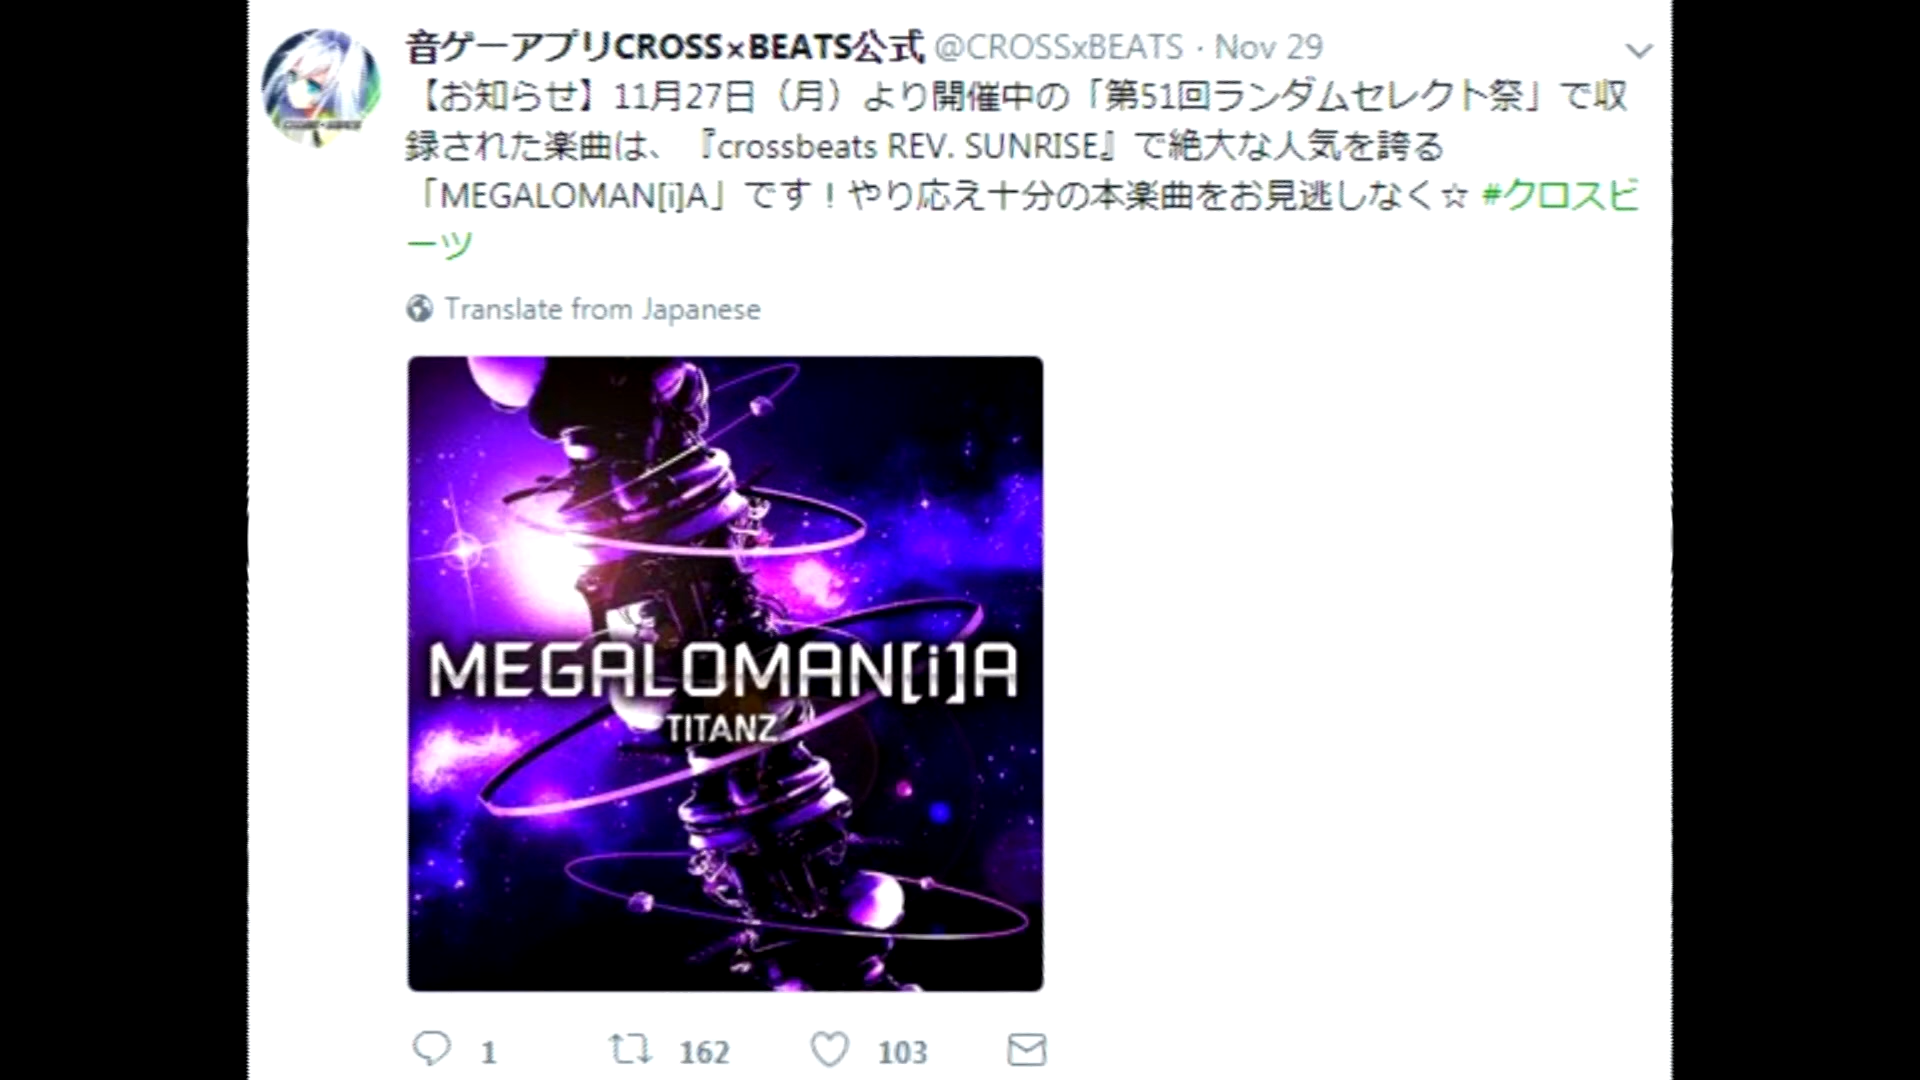 音ゲーアプリCROSS×BEATS公式 @CROSSxBEATS · Nov 29
【お知らせ】11月27日（月）より開催中の「第51回ランダムセレクト祭」で収
録された楽曲は、『crossbeats REV. SUNRISE』で絶大な人気を誇る
「MEGALOMAN[i]A」です！やり応え十分の本楽曲をお見逃しなく☆ #クロスビ
ーツ
Translate from Japanese
MEGALOMAN[i]A
TITANZ
1 162 103